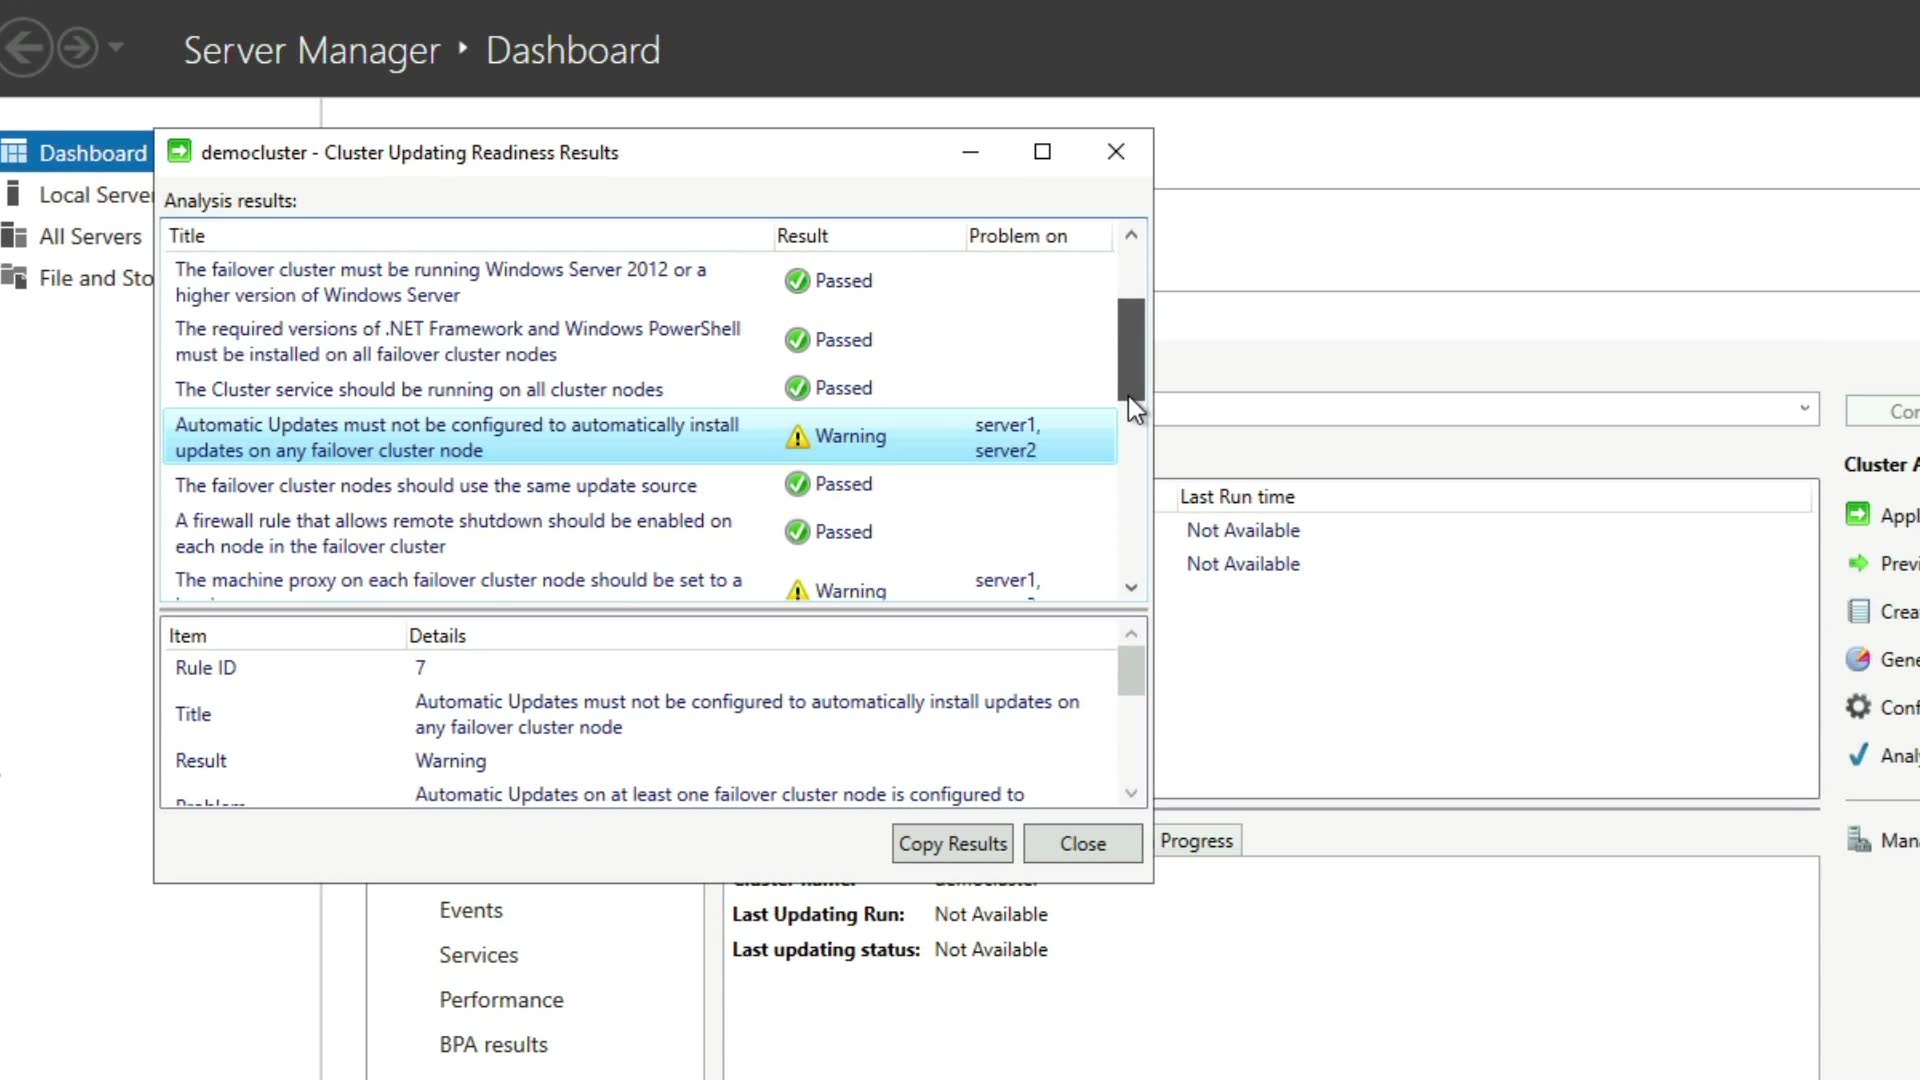 Server Manager ‣ Dashboard
Dashboard
Local Server
All Servers
File and Sto
democluster - Cluster Updating Readiness Results
Analysis results:
Title Result Problem on
The failover cluster must be running Windows Server 2012 or a
higher version of Windows Server
Passed
The required versions of .NET Framework and Windows PowerShell
must be installed on all failover cluster nodes
Passed
The Cluster service should be running on all cluster nodes
Passed
Automatic Updates must not be configured to automatically install
updates on any failover cluster node
Warning
server1,
server2
The failover cluster nodes should use the same update source
Passed
A firewall rule that allows remote shutdown should be enabled on
each node in the failover cluster
Passed
The machine proxy on each failover cluster node should be set to a
Warning
server1,
Item Details
Rule ID 7
Title
Automatic Updates must not be configured to automatically install updates on
any failover cluster node
Result Warning
Problem
Automatic Updates on at least one failover cluster node is configured to
Copy Results Close
Last Run time
Not Available
Not Available
Cor
Cluster A
Appl
Previ
Crea
Gene
Conf
Analy
Mana
Progress
Cluster name: democluster
Last Updating Run: Not Available
Last updating status: Not Available
Events
Services
Performance
BPA results